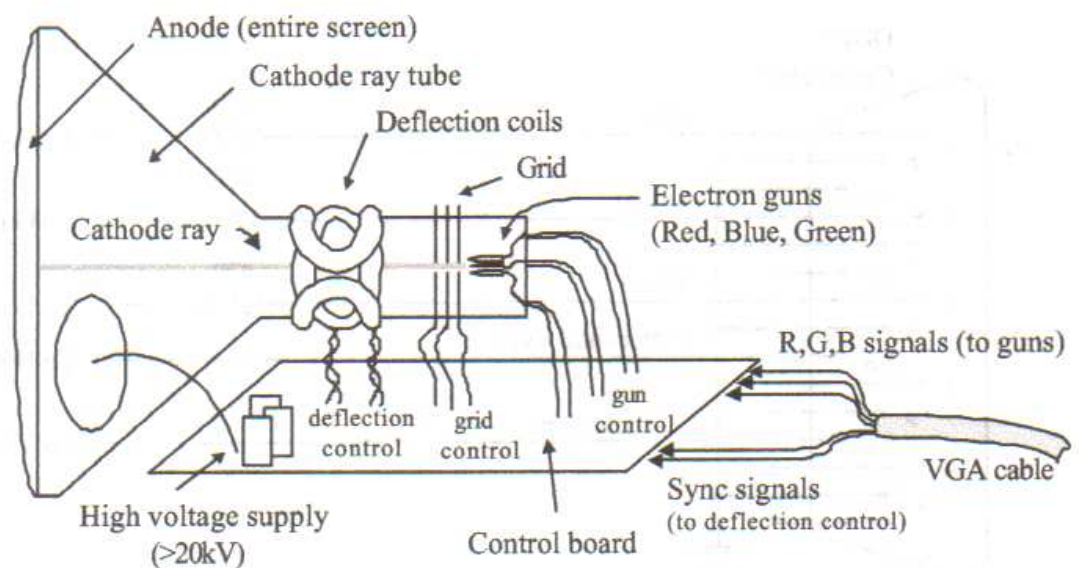 Anode (entire screen)
Cathode ray tube
Deflection coils
Grid
Electron guns
(Red, Blue, Green)
Cathode ray
R,G,B signals (to guns)
deflection
control
grid
control
gun
control
VGA cable
High voltage supply
(>20kV)
Control board
Sync signals
(to deflection control)